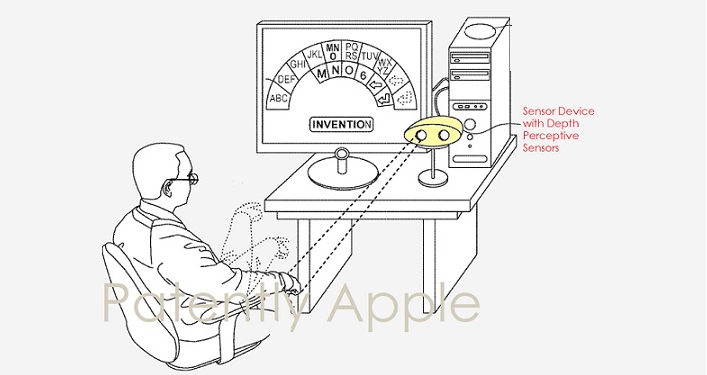 ABC
DEF
GHI
JKL
MN
O
PQ
RS
TUV
WX
YZ
M
N
O
6
INVENTION
Sensor Device
with Depth
Perceptive
Sensors
Patently Apple